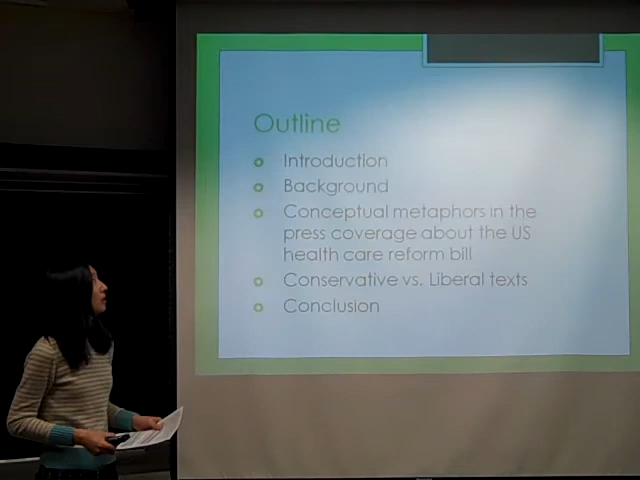 Outline
Introduction
Background
Conceptual metaphors in the
press coverage about the US
health care reform bill
Conservative vs. Liberal texts
Conclusion